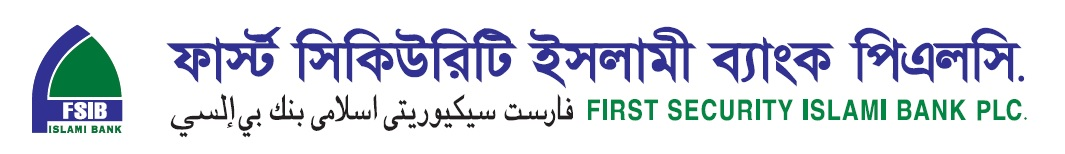 FSIB
ISLAMI BANK
ফার্স্ট সিকিউরিটি ইসলামী ব্যাংক পিএলসি.
فارست سيكيوريتى اسلامى بنك بي إلسي FIRST SECURITY ISLAMI BANK PLC.